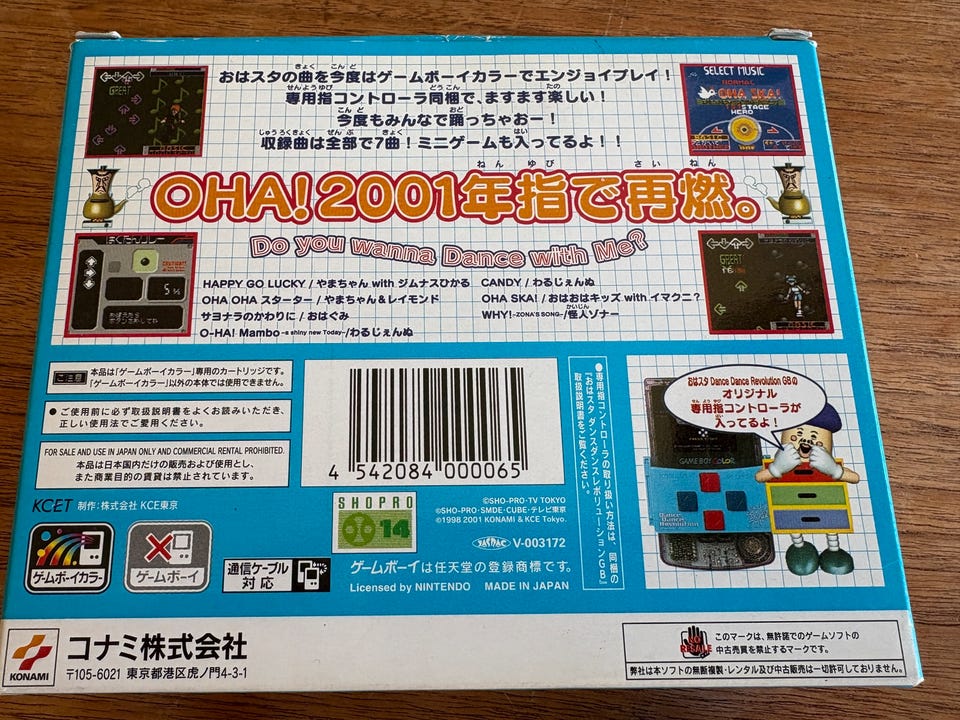 おはスタの曲を今度はゲームボーイカラーでエンジョイプレイ！
専用指コントローラ同梱で、ますます楽しい！
今度もみんなで踊っちゃおー！
収録曲は全部で7曲！ミニゲームも入ってるよ！！
GREAT
SELECT MUSIC
NORMAL
OHA SKA!
STAGE
HERO
OHA!2001年指で再燃。
Do you wanna Dance with Me?
GREAT
HAPPY GO LUCKY / やまちゃん with ジムナスひかる
OHA OHA スターター / やまちゃん＆レイモンド
サヨナラのかわりに / おはぐみ
O-HA! Mambo -a shiny new Today-/わるじぇんぬ
CANDY / わるじぇんぬ
OHA SKA! / おはおはキッズ with イマクニ？
WHY! -ZONA'S SONG-/ 怪人ゾナー
ご注意 本品は「ゲームボーイカラー」専用のカートリッジです。
「ゲームボーイカラー」以外の本体では使用できません。
●ご使用前に必ず取扱説明書をよくお読みいただき、
正しい使用法でご愛用ください。
FOR SALE AND USE IN JAPAN ONLY AND COMMERCIAL RENTAL PROHIBITED.
本品は日本国内だけの販売および使用とし、
また商業目的の賃貸は禁止されています。
KCET 制作：株式会社 KCE東京
ゲームボーイカラー
ゲームボーイ
通信ケーブル
対応
4 542084 000065
SHOPRO
14
©SHO-PRO・TV TOKYO
©SHO-PRO・SMDE・CUBE・テレビ東京
©1998 2001 KONAMI & KCE Tokyo.
JASRAC V-003172
ゲームボーイは任天堂の登録商標です。
Licensed by NINTENDO MADE IN JAPAN
●専用指コントローラの取り扱い方法は、同梱の
『おはスタ ダンスダンスレボリューションGB』
取扱説明書をご覧ください。
おはスタ Dance Dance Revolution GBの
オリジナル
専用指コントローラが
入ってるよ！
GAME BOY COLOR
Dance
Dance
Revolution
KONAMI
コナミ株式会社
〒105-6021 東京都港区虎ノ門4-3-1
NO RESALE
このマークは、無許諾でのゲームソフトの
中古売買を禁止するマークです。
弊社は本ソフトの無断複製・レンタル及び中古販売は一切許可しておりません。